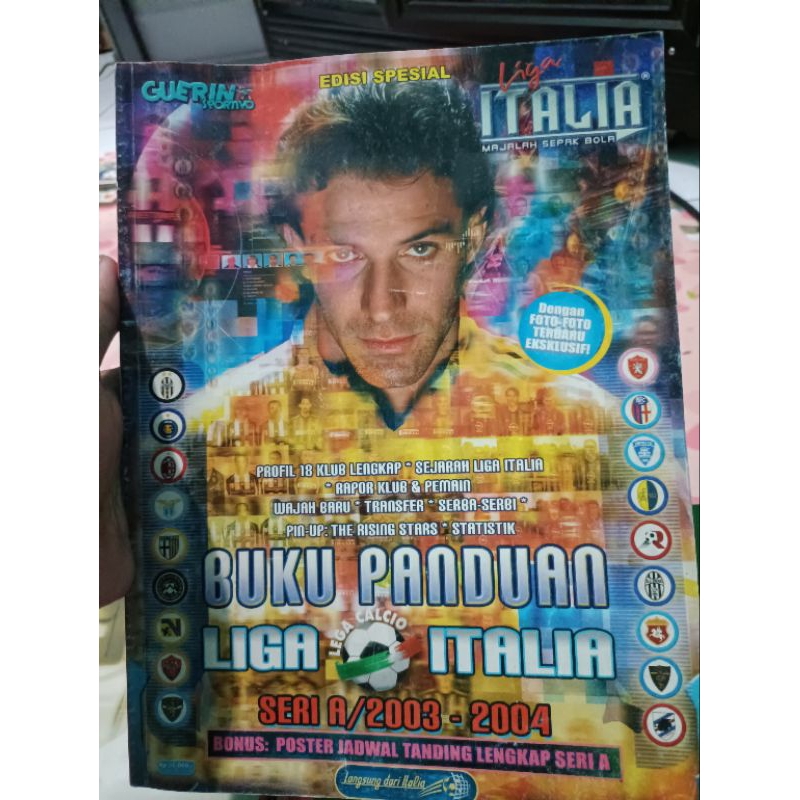 GUERIN
SPORTIVO
EDISI SPESIAL
Liga
ITALIA
MAJALAH SEPAK BOLA
Dengan
FOTO-FOTO
TERBARU
EKSKLUSIF!
PROFIL 18 KLUB LENGKAP * SEJARAH LIGA ITALIA
* RAPOR KLUB & PEMAIN
WAJAH BARU * TRANSFER * SERBA-SERBI *
PIN-UP: THE RISING STARS * STATISTIK
BUKU PANDUAN
LIGA ITALIA
LEGA CALCIO
SERI A/2003 - 2004
BONUS: POSTER JADWAL TANDING LENGKAP SERI A
Langsung dari Italia